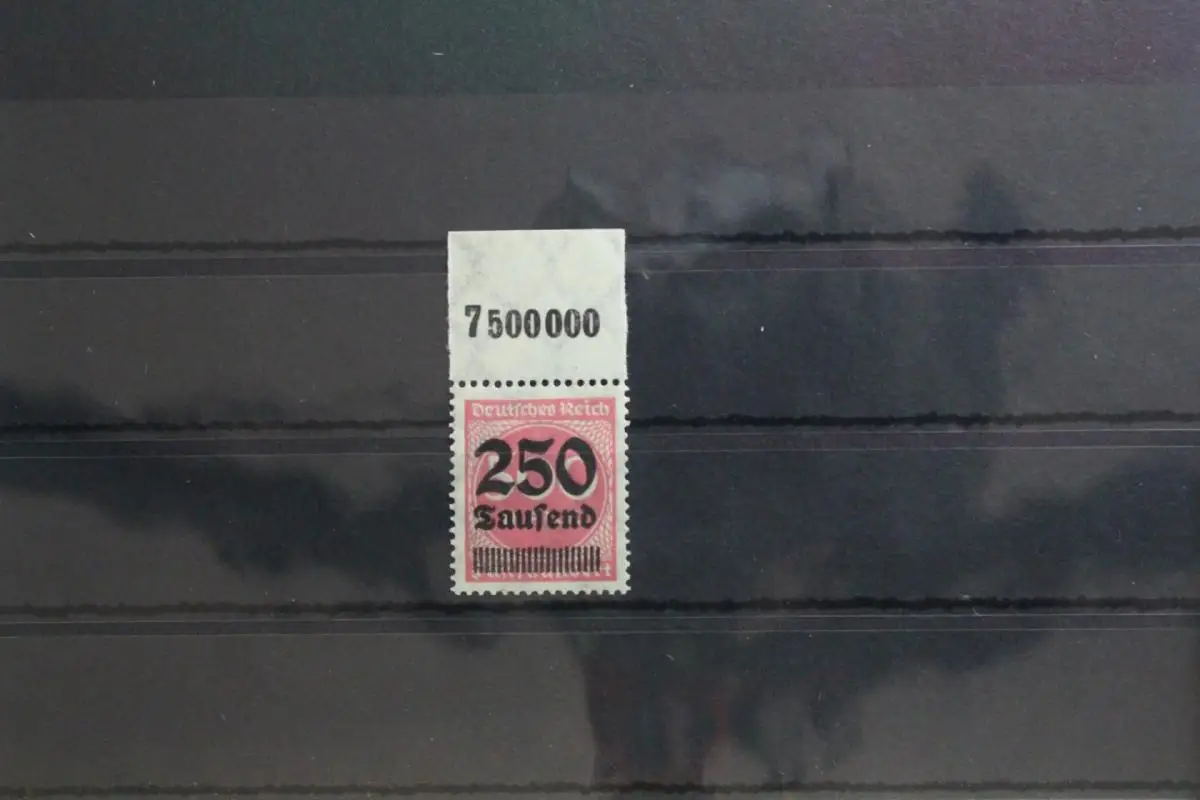 7500000
Deutsches Reich
250
Tausend